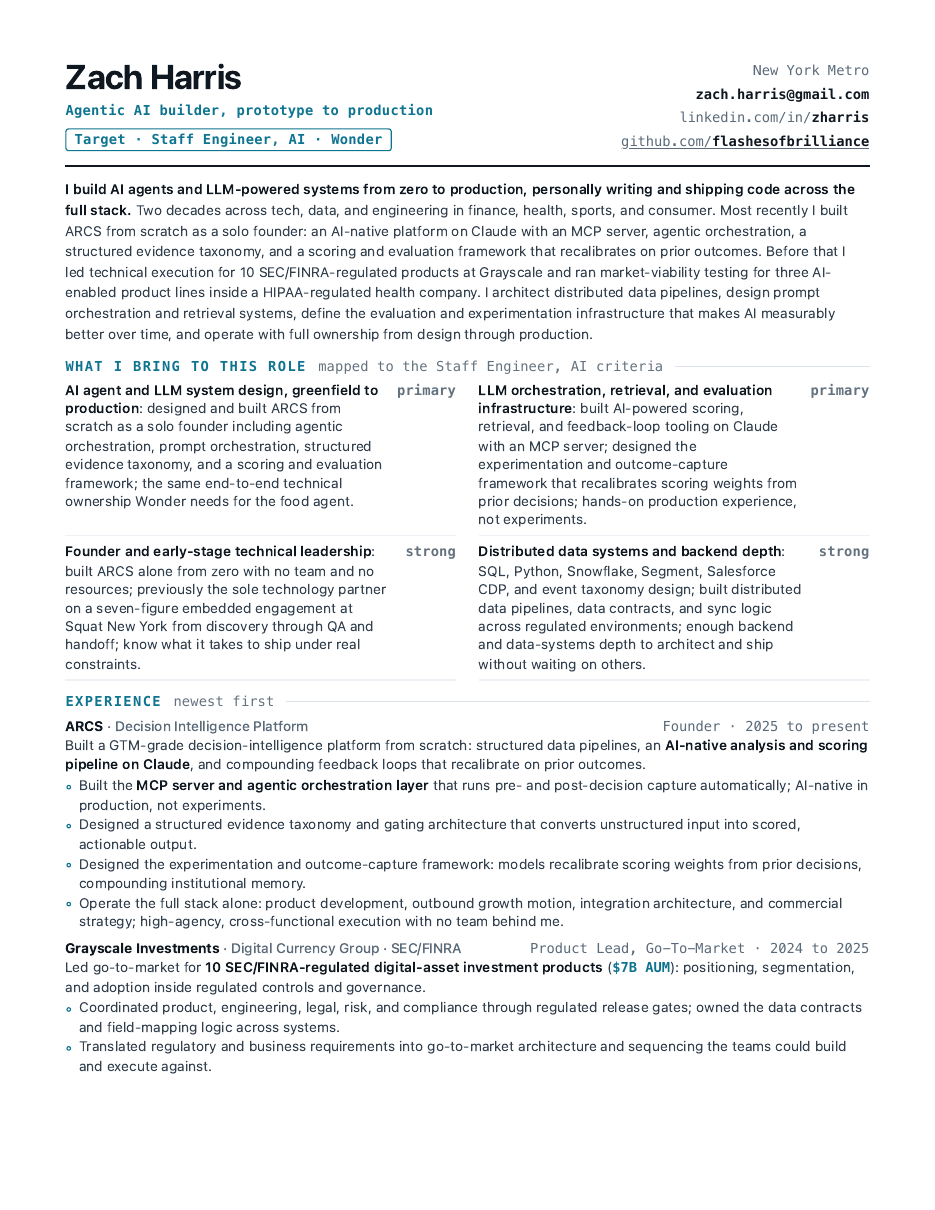 Zach Harris
Agentic AI builder, prototype to production
Target · Staff Engineer, AI · Wonder
New York Metro
zach.harris@gmail.com
linkedin.com/in/zharris
github.com/flashesofbrilliance
I build AI agents and LLM-powered systems from zero to production, personally writing and shipping code across the
full stack. Two decades across tech, data, and engineering in finance, health, sports, and consumer. Most recently I built
ARCS from scratch as a solo founder: an AI-native platform on Claude with an MCP server, agentic orchestration, a
structured evidence taxonomy, and a scoring and evaluation framework that recalibrates on prior outcomes. Before that I
led technical execution for 10 SEC/FINRA-regulated products at Grayscale and ran market-viability testing for three AI-
enabled product lines inside a HIPAA-regulated health company. I architect distributed data pipelines, design prompt
orchestration and retrieval systems, define the evaluation and experimentation infrastructure that makes AI measurably
better over time, and operate with full ownership from design through production.
WHAT I BRING TO THIS ROLE mapped to the Staff Engineer, AI criteria
AI agent and LLM system design, greenfield to primary
production: designed and built ARCS from
scratch as a solo founder including agentic
orchestration, prompt orchestration, structured
evidence taxonomy, and a scoring and evaluation
framework; the same end-to-end technical
ownership Wonder needs for the food agent.
LLM orchestration, retrieval, and evaluation primary
infrastructure: built AI-powered scoring,
retrieval, and feedback-loop tooling on Claude
with an MCP server; designed the
experimentation and outcome-capture
framework that recalibrates scoring weights from
prior decisions; hands-on production experience,
not experiments.
Founder and early-stage technical leadership: strong
built ARCS alone from zero with no team and no
resources; previously the sole technology partner
on a seven-figure embedded engagement at
Squat New York from discovery through QA and
handoff; know what it takes to ship under real
constraints.
Distributed data systems and backend depth: strong
SQL, Python, Snowflake, Segment, Salesforce
CDP, and event taxonomy design; built distributed
data pipelines, data contracts, and sync logic
across regulated environments; enough backend
and data-systems depth to architect and ship
without waiting on others.
EXPERIENCE newest first
ARCS · Decision Intelligence Platform Founder · 2025 to present
Built a GTM-grade decision-intelligence platform from scratch: structured data pipelines, an AI-native analysis and scoring
pipeline on Claude, and compounding feedback loops that recalibrate on prior outcomes.
Built the MCP server and agentic orchestration layer that runs pre- and post-decision capture automatically; AI-native in
production, not experiments.
Designed a structured evidence taxonomy and gating architecture that converts unstructured input into scored,
actionable output.
Designed the experimentation and outcome-capture framework: models recalibrate scoring weights from prior decisions,
compounding institutional memory.
Operate the full stack alone: product development, outbound growth motion, integration architecture, and commercial
strategy; high-agency, cross-functional execution with no team behind me.
Grayscale Investments · Digital Currency Group · SEC/FINRA Product Lead, Go-To-Market · 2024 to 2025
Led go-to-market for 10 SEC/FINRA-regulated digital-asset investment products ($7B AUM): positioning, segmentation,
and adoption inside regulated controls and governance.
Coordinated product, engineering, legal, risk, and compliance through regulated release gates; owned the data contracts
and field-mapping logic across systems.
Translated regulatory and business requirements into go-to-market architecture and sequencing the teams could build
and execute against.